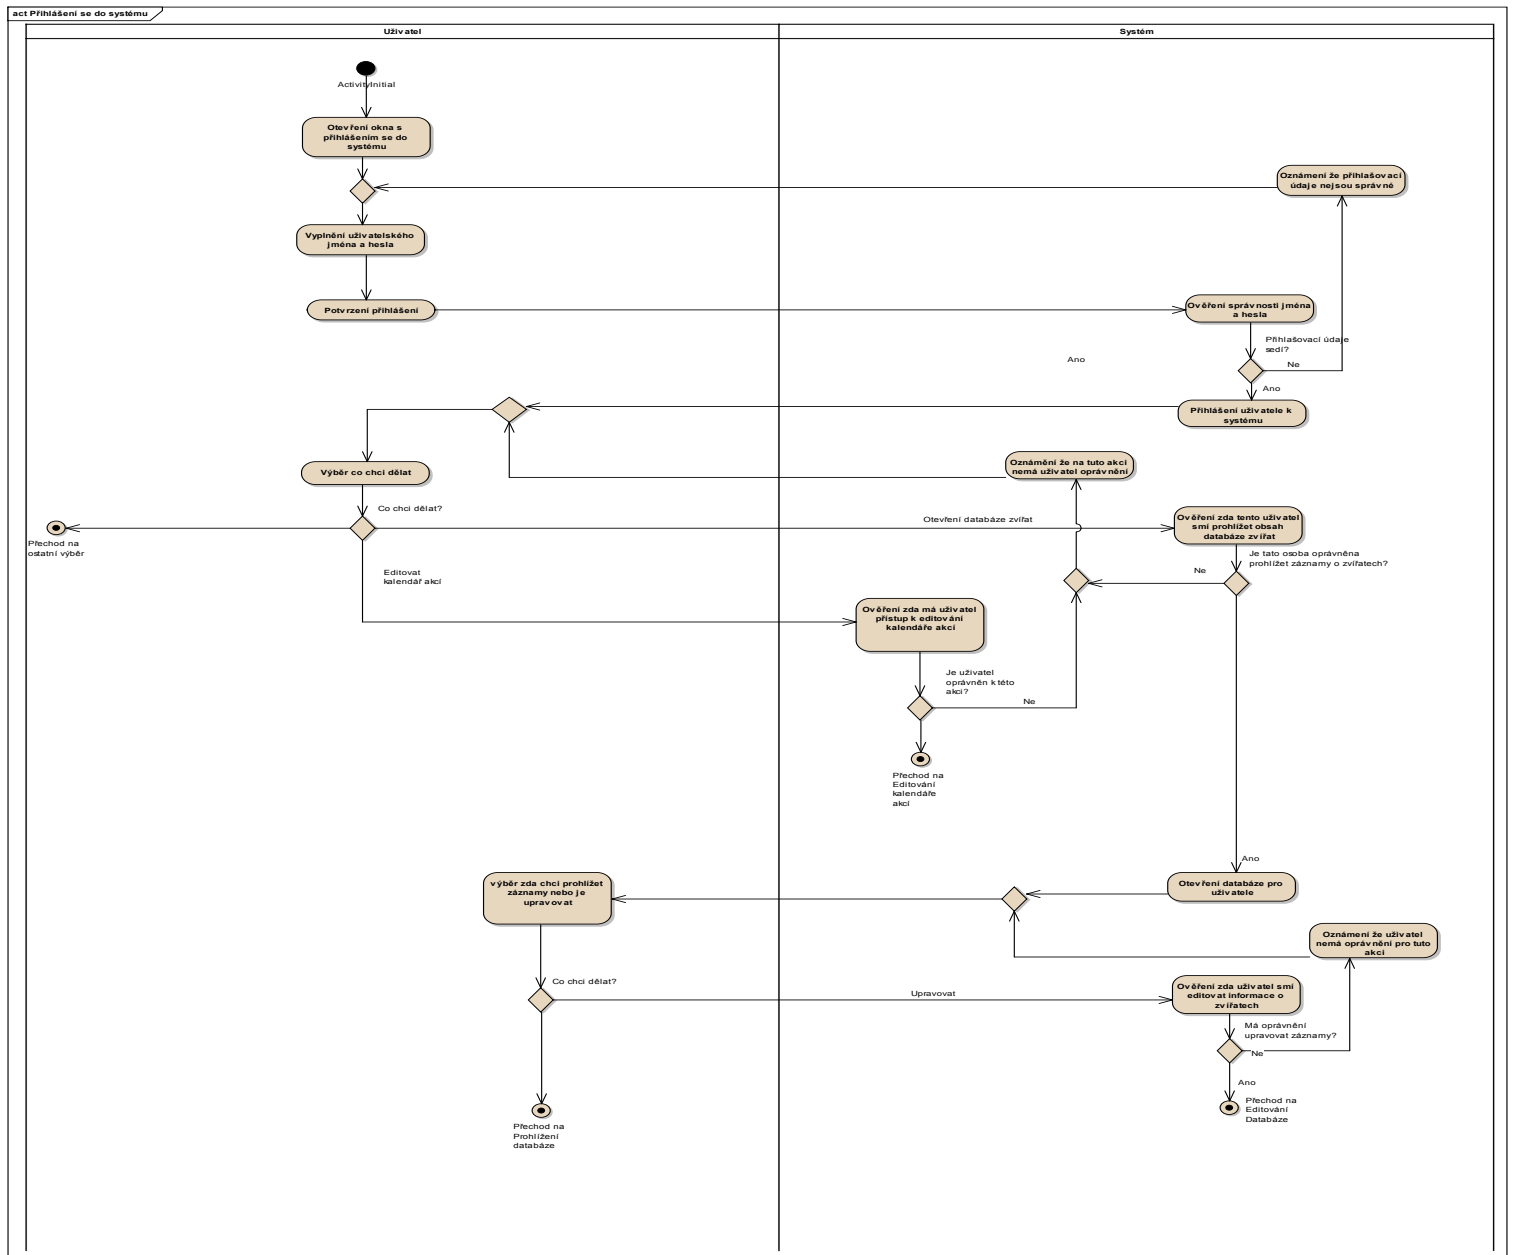 act Přihlášení se do systému
Uživatel
Systém
ActivityInitial
Otevření okna s
přihlášením se do
systému
Oznámení že přihlašovací
údaje nejsou správné
Vyplnění uživatelského
jména a hesla
Potvrzení přihlášení
Ověření správnosti jména
a hesla
Přihlašovací údaje
sedí?
Ano
Ne
Ano
Přihlášení uživatele k
systému
Výběr co chci dělat
Oznámění že na tuto akci
nemá uživatel oprávnění
Co chci dělat?
Otevření databáze zvířat
Ověření zda tento uživatel
smí prohlížet obsah
databáze zvířat
Přechod na
ostatní výběr
Je tato osoba oprávněna
prohlížet záznamy o zvířatech?
Ne
Editovat
kalendář akcí
Ověření zda má uživatel
přístup k editování
kalendáře akcí
Je uživatel
oprávněn k této
akci?
Ne
Přechod na
Editování
kalendáře
akcí
Ano
výběr zda chci prohlížet
záznamy nebo je
upravovat
Otevření databáze pro
uživatele
Oznámení že uživatel
nemá oprávnění pro tuto
akci
Co chci dělat?
Upravovat
Ověření zda uživatel smí
editovat informace o
zvířatech
Má oprávnění
upravovat záznamy?
Ne
Ano
Přechod na
Editování
Databáze
Přechod na
Prohlížení
databáze